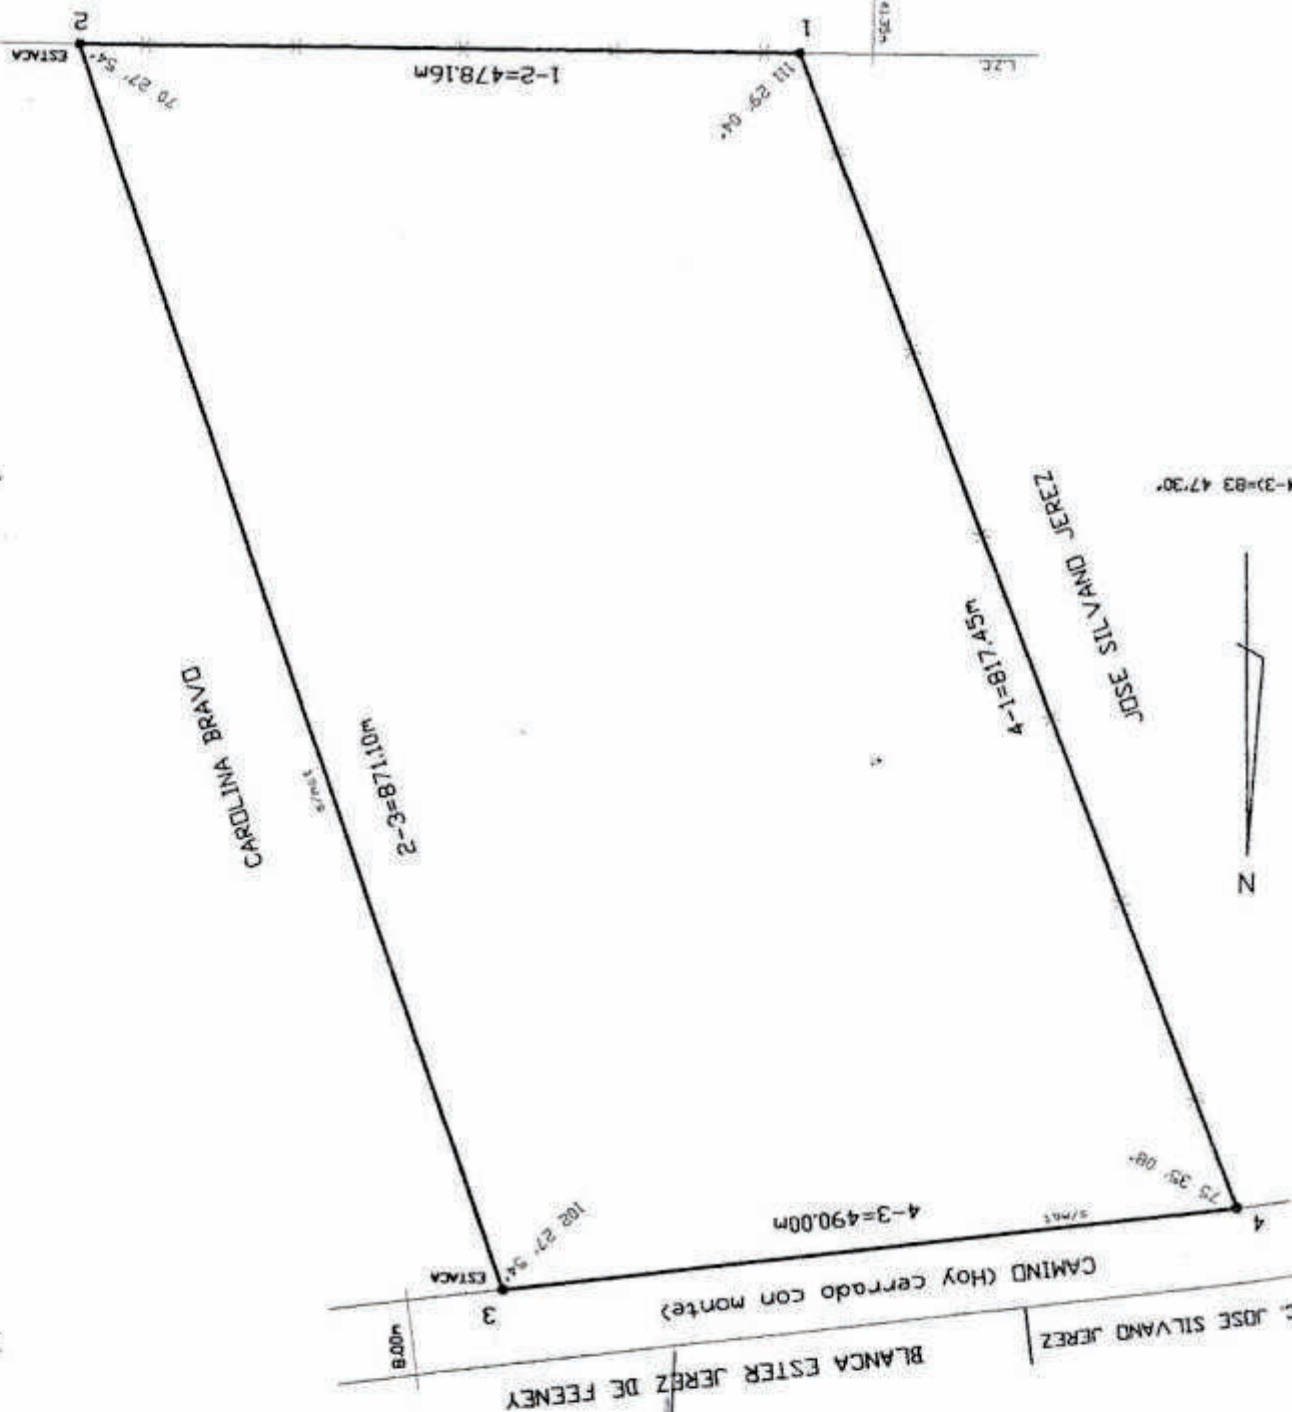 BLANCA ESTER JEREZ DE FEENEY
JOSE SILVANO JEREZ
8.00m
CAMINO (Hoy cerrado con monte)
3
ESTACA
4
4-3=490.00m
s/mat
102 27' 54"
75 35' 08"
N
-3)=83 47'30"
JOSE SILVANO JEREZ
4-1=817.45m
CAROLINA BRAVO
s/mat
2-3=871.10m
111 29' 04"
70 27' 54"
1-2=478.16m
ESTACA
1
2